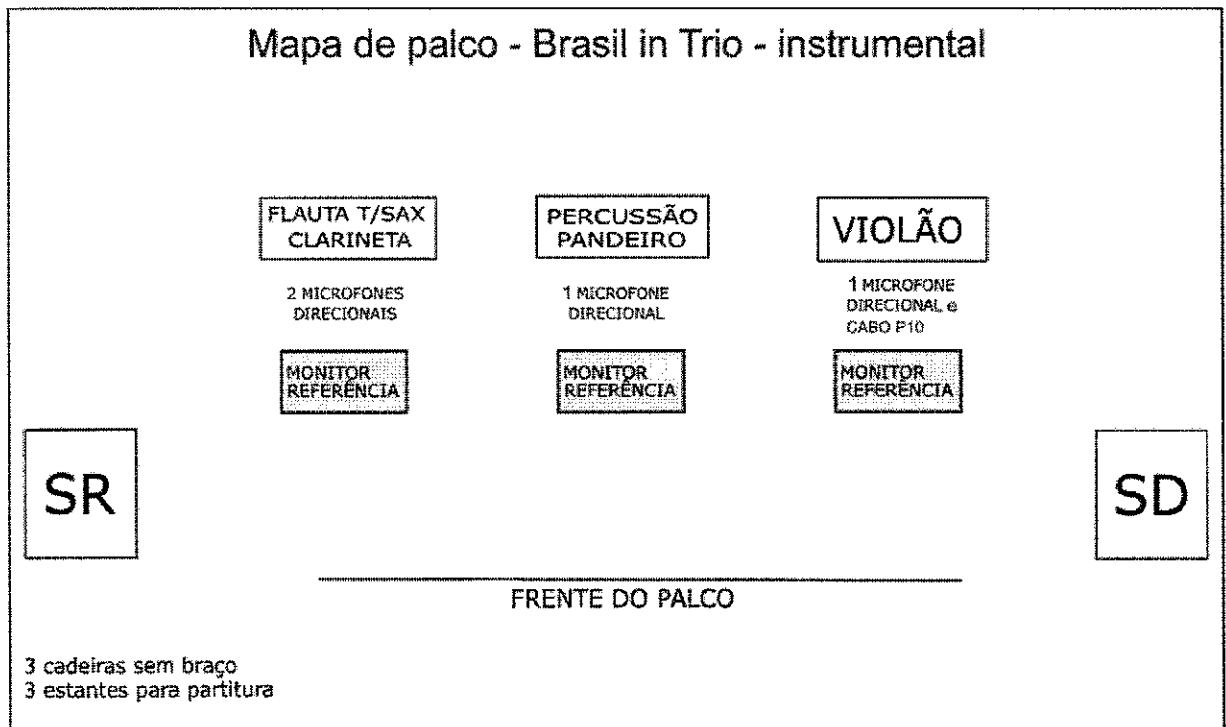 Mapa de palco - Brasil in Trio - instrumental
FLAUTA T/SAX
CLARINETA
PERCUSSÃO
PANDEIRO
VIOLÃO
2 MICROFONES
DIRECIONAIS
1 MICROFONE
DIRECIONAL
1 MICROFONE
DIRECIONAL e
CABO P10
MONITOR
REFERÊNCIA
MONITOR
REFERÊNCIA
MONITOR
REFERÊNCIA
SR
SD
FRENTE DO PALCO
3 cadeiras sem braço
3 estantes para partitura